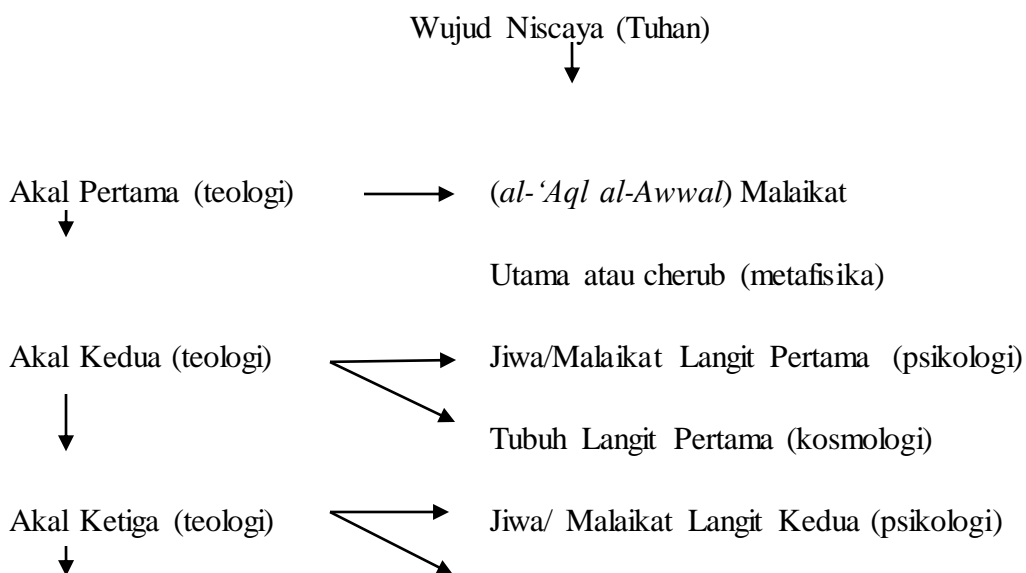 Wujud Niscaya (Tuhan)
Akal Pertama (teologi) (al-‘Aql al-Awwal) Malaikat
Utama atau cherub (metafisika)
Akal Kedua (teologi) Jiwa/Malaikat Langit Pertama (psikologi)
Tubuh Langit Pertama (kosmologi)
Akal Ketiga (teologi) Jiwa/ Malaikat Langit Kedua (psikologi)